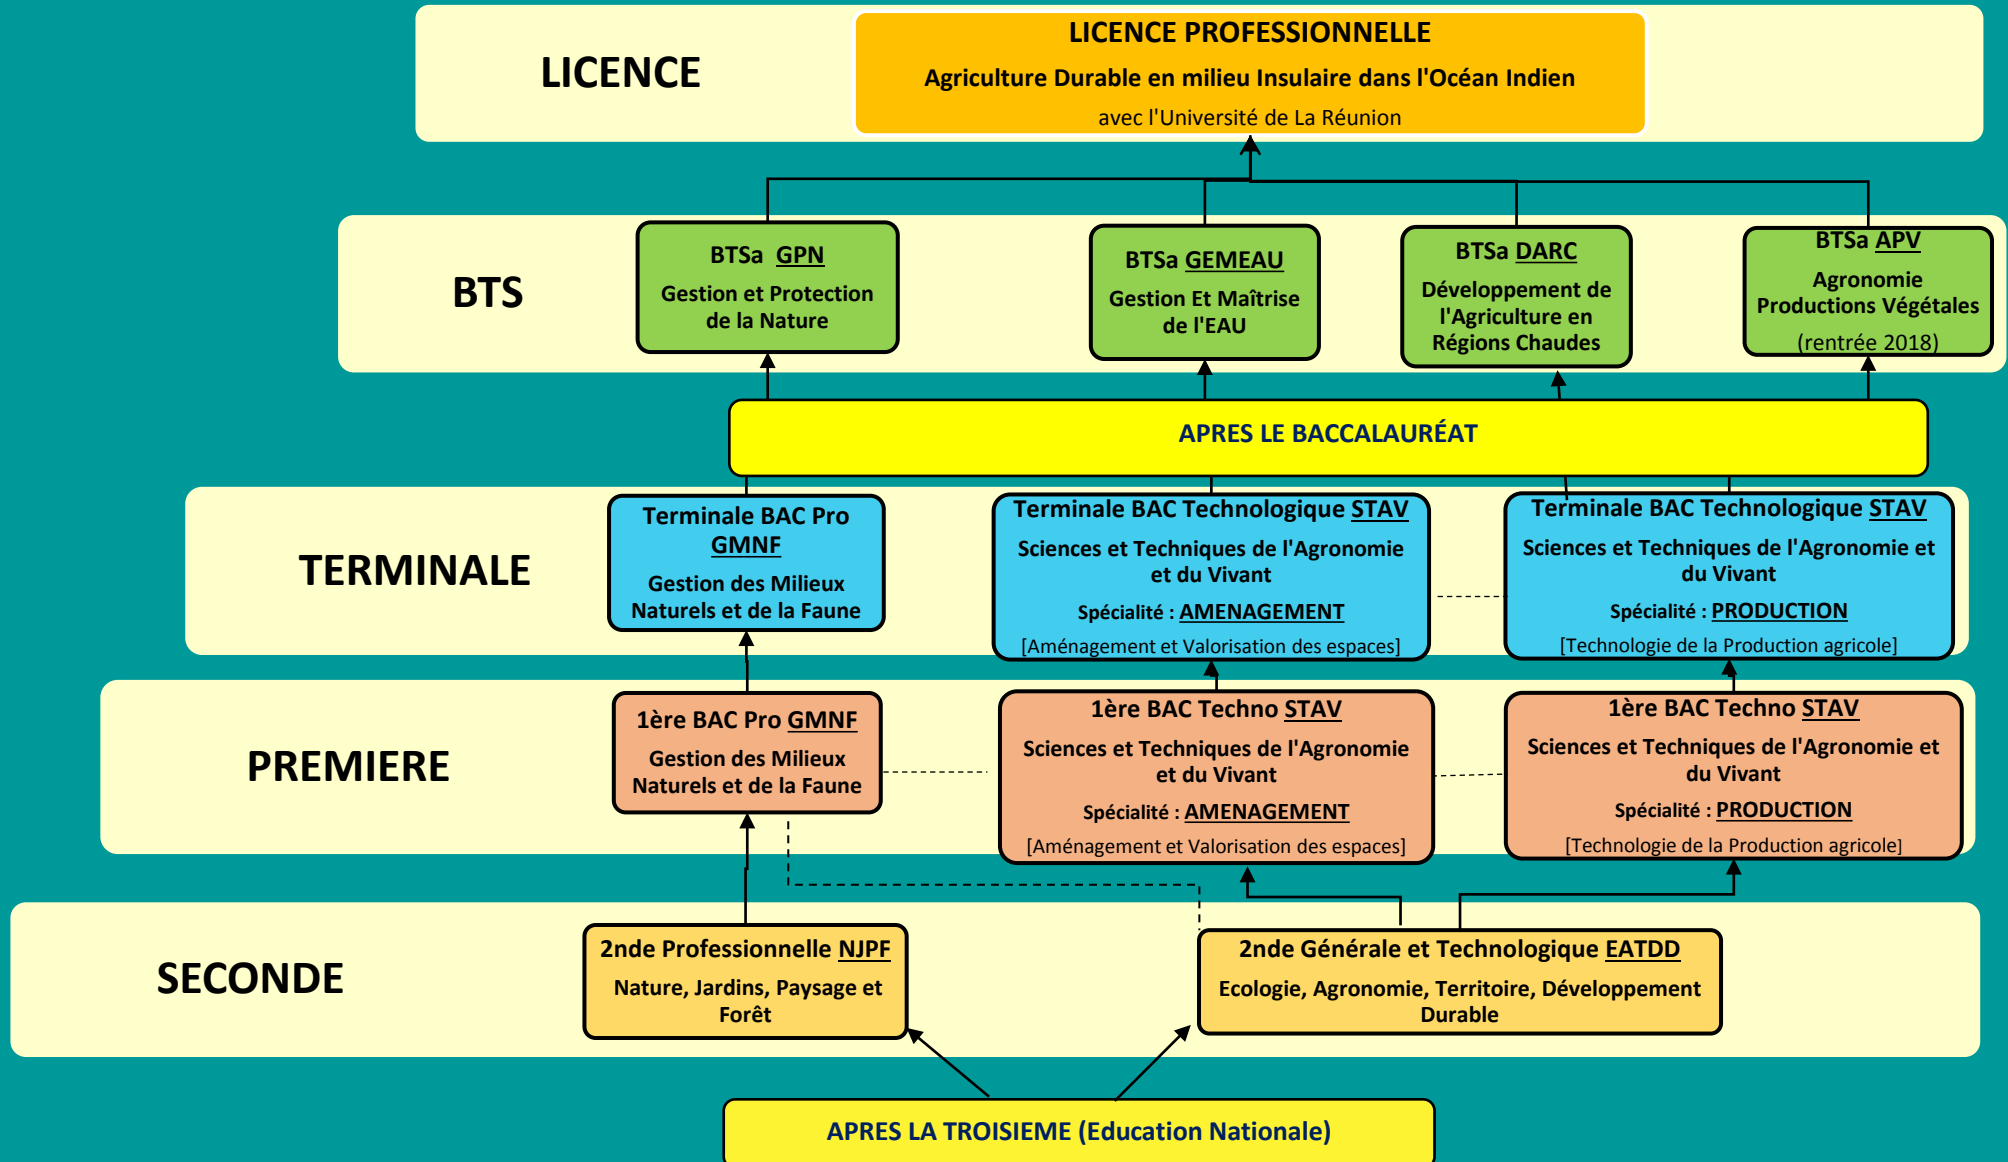 LICENCE
LICENCE PROFESSIONNELLE
Agriculture Durable en milieu Insulaire dans l'Océan Indien
avec l'Université de La Réunion
BTS
BTSa GPN
Gestion et Protection
de la Nature
BTSa GEMEAU
Gestion Et Maîtrise
de l'EAU
BTSa DARC
Développement de
l'Agriculture en
Régions Chaudes
BTSa APV
Agronomie
Productions Végétales
(rentrée 2018)
APRES LE BACCALAURÉAT
TERMINALE
Terminale BAC Pro
GMNF
Gestion des Milieux
Naturels et de la Faune
Terminale BAC Technologique STAV
Sciences et Techniques de l'Agronomie
et du Vivant
Spécialité : AMENAGEMENT
[Aménagement et Valorisation des espaces]
Terminale BAC Technologique STAV
Sciences et Techniques de l'Agronomie et
du Vivant
Spécialité : PRODUCTION
[Technologie de la Production agricole]
PREMIERE
1ère BAC Pro GMNF
Gestion des Milieux
Naturels et de la Faune
1ère BAC Techno STAV
Sciences et Techniques de l'Agronomie
et du Vivant
Spécialité : AMENAGEMENT
[Aménagement et Valorisation des espaces]
1ère BAC Techno STAV
Sciences et Techniques de l'Agronomie et
du Vivant
Spécialité : PRODUCTION
[Technologie de la Production agricole]
SECONDE
2nde Professionnelle NJPF
Nature, Jardins, Paysage et
Forêt
2nde Générale et Technologique EATDD
Ecologie, Agronomie, Territoire, Développement
Durable
APRES LA TROISIEME (Education Nationale)